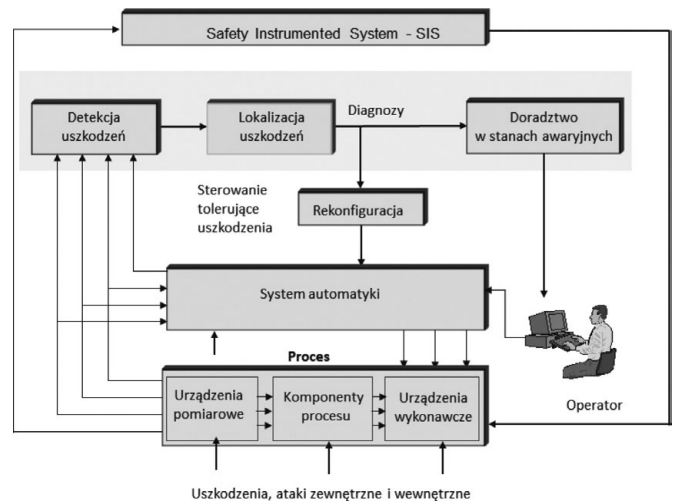 Safety Instrumented System - SIS
Detekcja
uszkodzeń
Lokalizacja
uszkodzeń
Diagnozy
Doradztwo
w stanach awaryjnych
Sterowanie
tolerujące
uszkodzenia
Rekonfiguracja
System automatyki
Proces
Urządzenia
pomiarowe
Komponenty
procesu
Urządzenia
wykonawcze
Operator
Uszkodzenia, ataki zewnętrzne i wewnętrzne